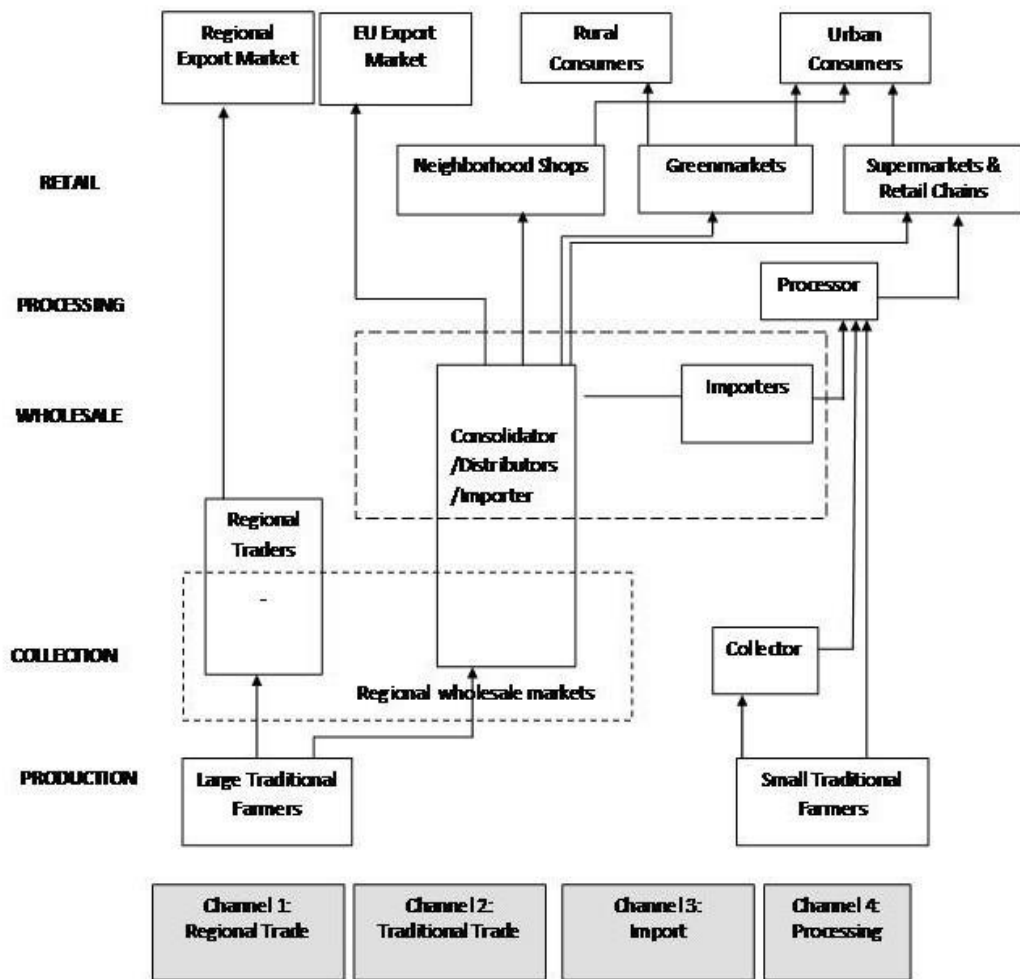 Regional
Export Market
EU Export
Market
Rural
Consumers
Urban
Consumers
RETAIL
Neighborhood Shops
Greenmarkets
Supermarkets &
Retail Chains
PROCESSING
Processor
WHOLESALE
Importers
Consolidator
/Distributors
/Importer
Regional
Traders
-
COLLECTION
Collector
Regional wholesale markets
PRODUCTION
Large Traditional
Farmers
Small Traditional
Farmers
Channel 1:
Regional Trade
Channel 2:
Traditional Trade
Channel 3:
Import
Channel 4:
Processing